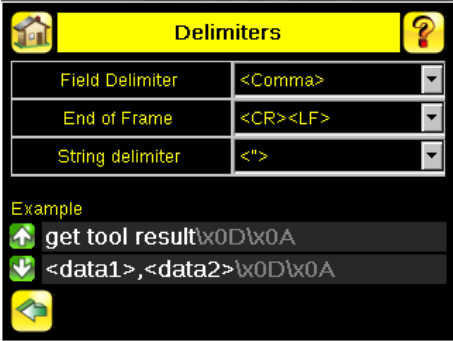 Delimiters
?
Field Delimiter <Comma>
End of Frame <CR><LF>
String delimiter <">
Example
get tool result\x0D\x0A
<data1>,<data2>\x0D\x0A